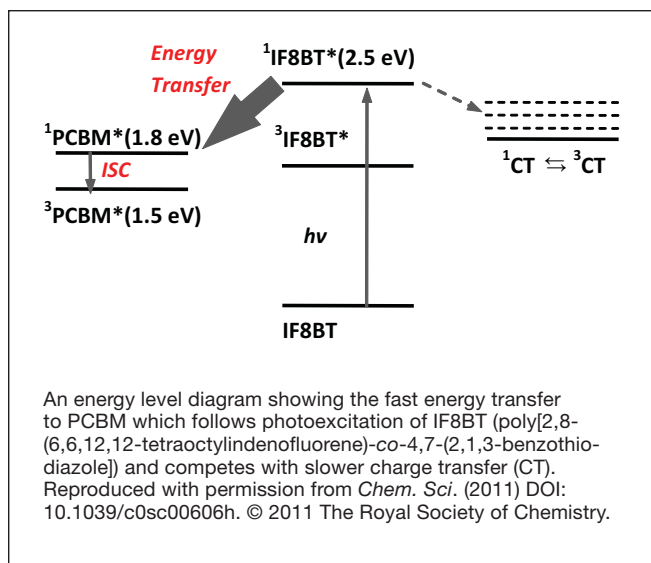 Energy
Transfer
¹IF8BT*(2.5 eV)
¹PCBM*(1.8 eV)
ISC
³PCBM*(1.5 eV)
³IF8BT*
¹CT ⇆ ³CT
hν
IF8BT
An energy level diagram showing the fast energy transfer
to PCBM which follows photoexcitation of IF8BT (poly[2,8-
(6,6,12,12-tetraoctylindenofluorene)-co-4,7-(2,1,3-benzothio-
diazole]) and competes with slower charge transfer (CT).
Reproduced with permission from Chem. Sci. (2011) DOI:
10.1039/c0sc00606h. © 2011 The Royal Society of Chemistry.